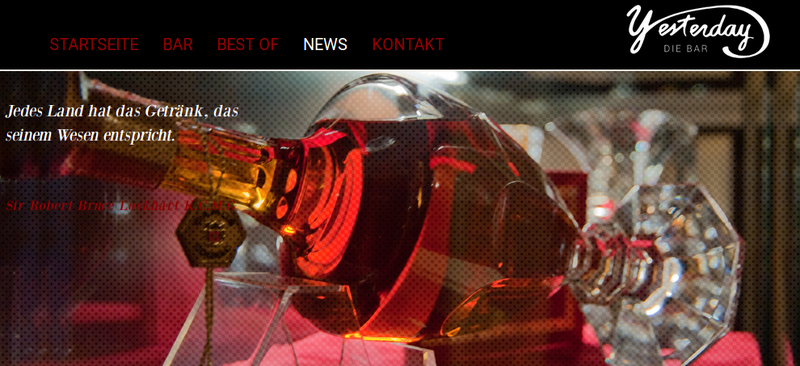 STARTSEITE BAR BEST OF NEWS KONTAKT
Yesterday
DIE BAR
Jedes Land hat das Getränk, das
seinem Wesen entspricht.
Sir Robert Bruce Lockhart